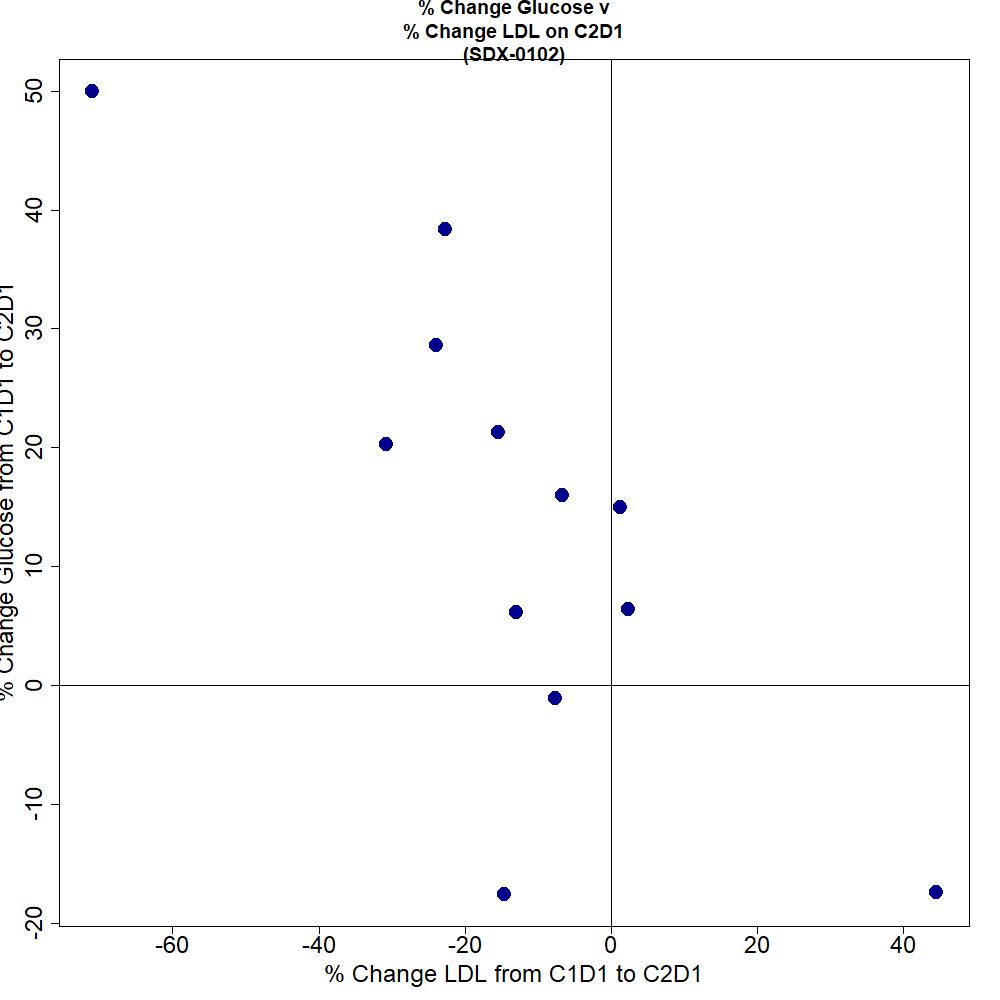 % Change Glucose v
% Change LDL on C2D1
(SDX-0102)
% Change Glucose from C1D1 to C2D1
50
40
30
20
10
0
-10
-20
-60
-40
-20
0
20
40
% Change LDL from C1D1 to C2D1